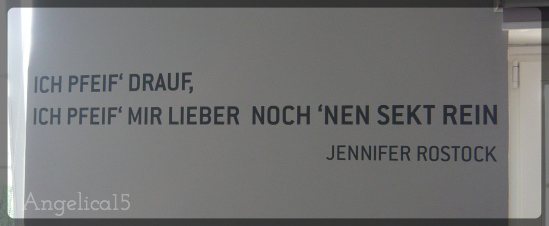 ICH PFEIF‘ DRAUF,
ICH PFEIF‘ MIR LIEBER NOCH ‘NEN SEKT REIN
JENNIFER ROSTOCK
Angelica15